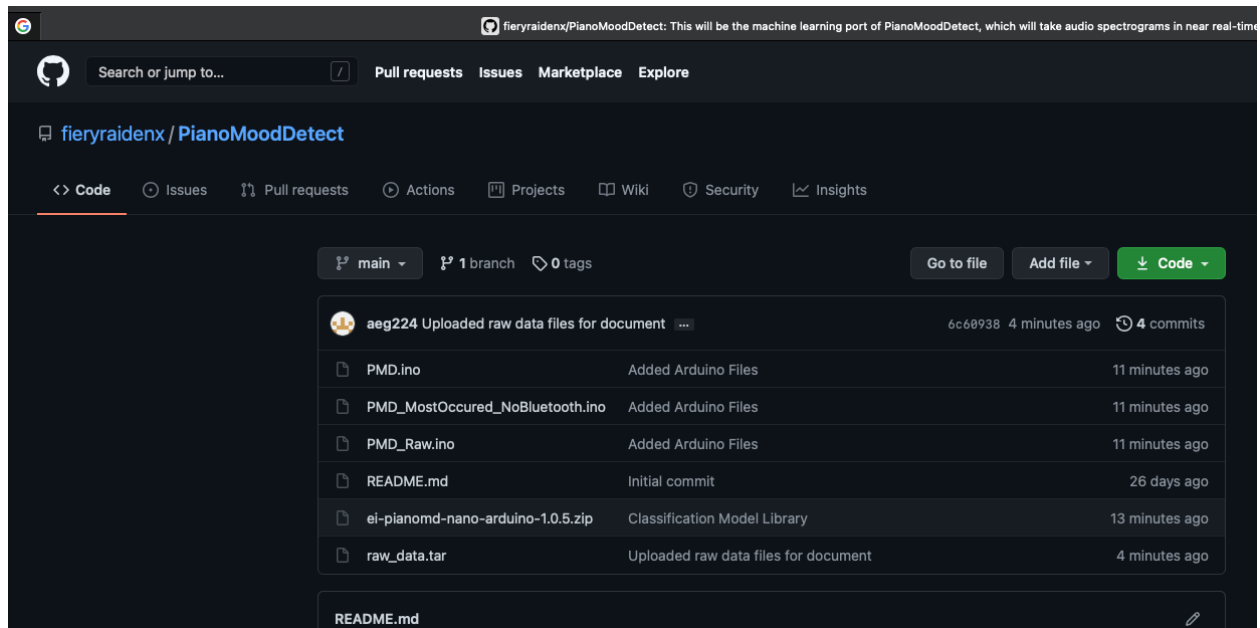 fieryraidenx/PianoMoodDetect: This will be the machine learning port of PianoMoodDetect, which will take audio spectrograms in near real-time
Search or jump to... / Pull requests Issues Marketplace Explore
fieryraidenx / PianoMoodDetect
<> Code Issues Pull requests Actions Projects Wiki Security Insights
main 1 branch 0 tags Go to file Add file Code
aeg224 Uploaded raw data files for document ... 6c60938 4 minutes ago 4 commits
PMD.ino Added Arduino Files 11 minutes ago
PMD_MostOccured_NoBluetooth.ino Added Arduino Files 11 minutes ago
PMD_Raw.ino Added Arduino Files 11 minutes ago
README.md Initial commit 26 days ago
ei-pianomd-nano-arduino-1.0.5.zip Classification Model Library 13 minutes ago
raw_data.tar Uploaded raw data files for document 4 minutes ago
README.md